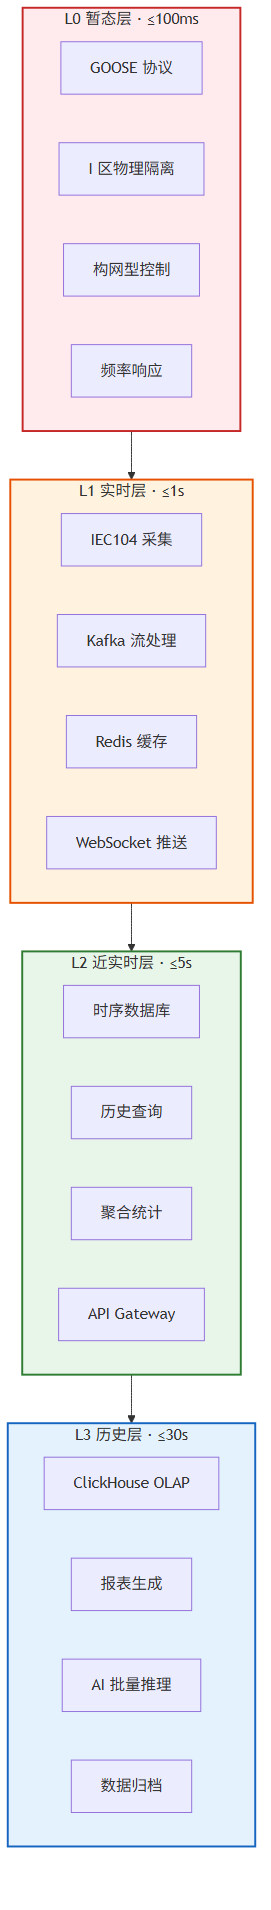 L0 暂态层 · ≤100ms
GOOSE 协议
I 区物理隔离
构网型控制
频率响应
L1 实时层 · ≤1s
IEC104 采集
Kafka 流处理
Redis 缓存
WebSocket 推送
L2 近实时层 · ≤5s
时序数据库
历史查询
聚合统计
API Gateway
L3 历史层 · ≤30s
ClickHouse OLAP
报表生成
AI 批量推理
数据归档